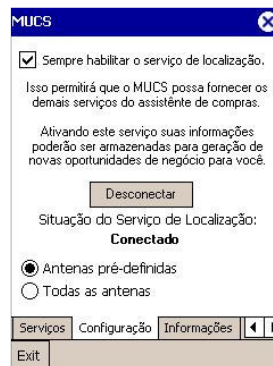 MUCS
Sempre habilitar o serviço de localização.
Isso permitirá que o MUCS possa fornecer os
demais serviços do assistênte de compras.
Ativando este serviço suas informações
poderão ser armazenadas para geração de
novas oportunidades de negócio para você.
Desconectar
Situação do Serviço de Localização:
Conectado
Antenas pré-definidas
Todas as antenas
Serviços Configuração Informações
Exit